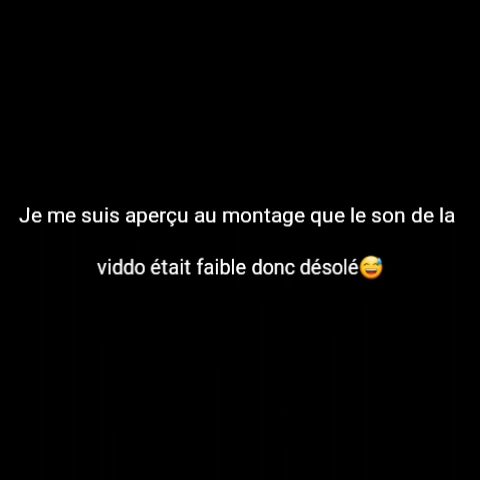 Je me suis aperçu au montage que le son de la
viddo était faible donc désolé😅